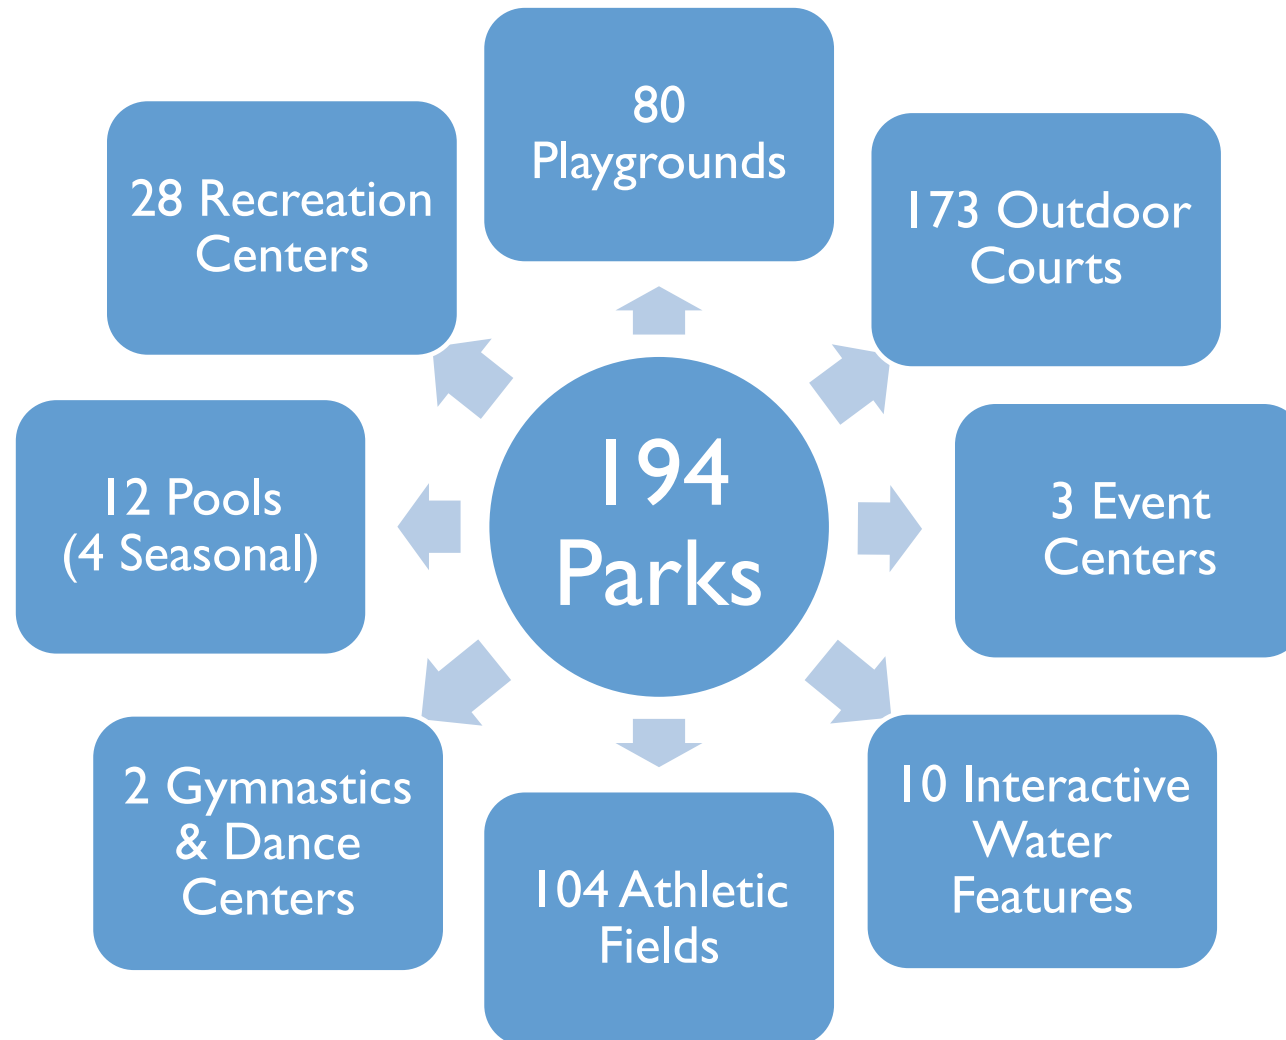 80
Playgrounds
28 Recreation
Centers
173 Outdoor
Courts
194
Parks
12 Pools
(4 Seasonal)
3 Event
Centers
2 Gymnastics
& Dance
Centers
10 Interactive
Water
Features
104 Athletic
Fields